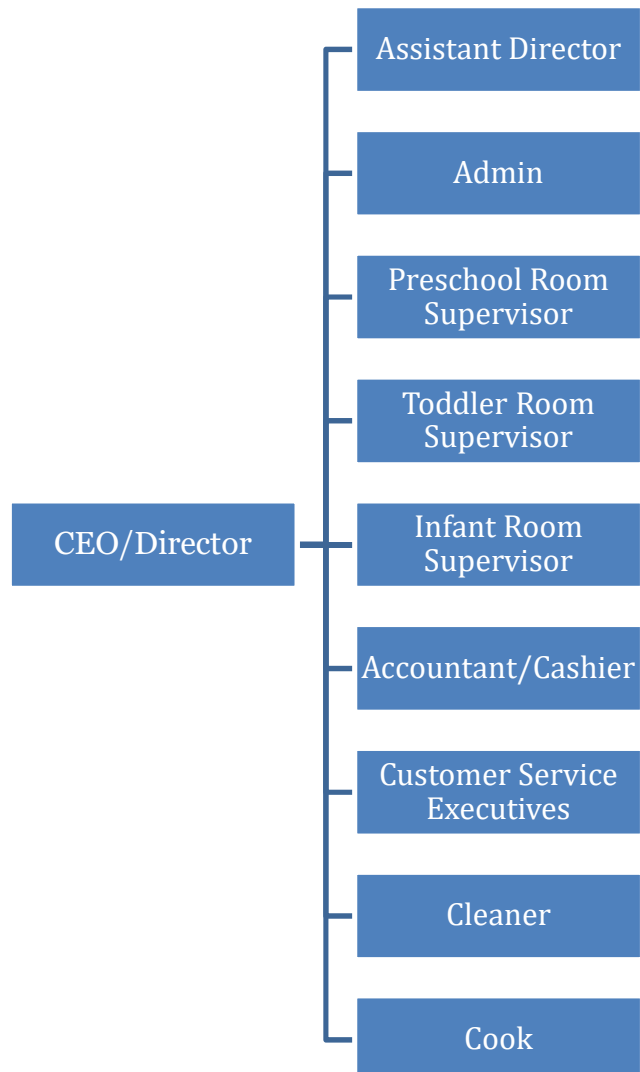 Assistant Director
Admin
Preschool Room
Supervisor
Toddler Room
Supervisor
CEO/Director
Infant Room
Supervisor
Accountant/Cashier
Customer Service
Executives
Cleaner
Cook